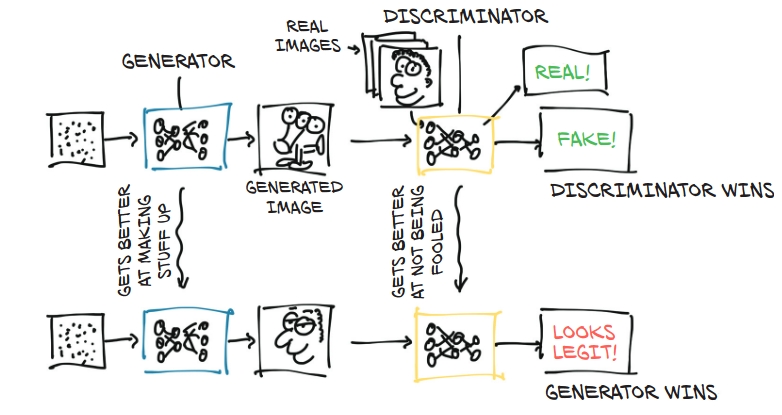 DISCRIMINATOR
REAL
IMAGES
GENERATOR
REAL!
FAKE!
GENERATED
IMAGE
DISCRIMINATOR WINS
GETS BETTER
AT MAKING
STUFF UP
GETS BETTER
AT NOT BEING
FOOLED
LOOKS
LEGIT!
GENERATOR WINS